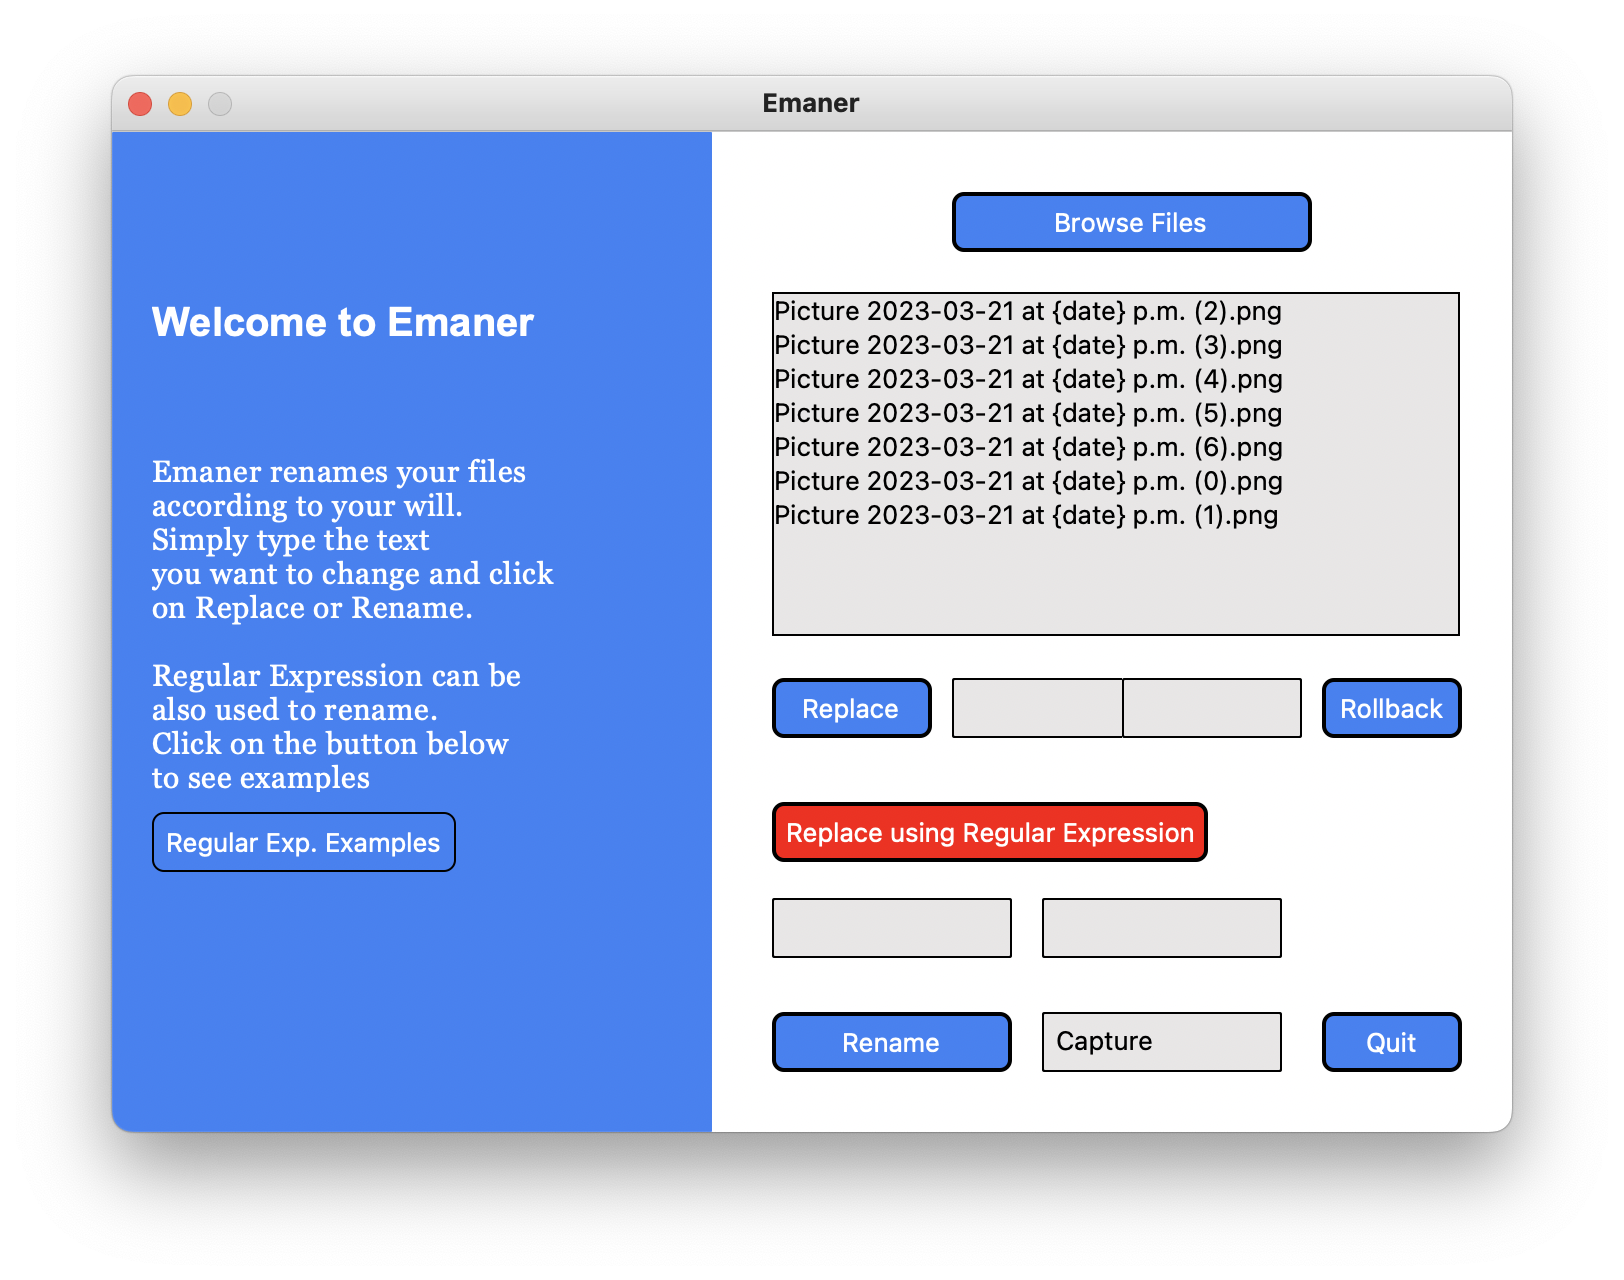 Emaner
Welcome to Emaner
Emaner renames your files
according to your will.
Simply type the text
you want to change and click
on Replace or Rename.
Regular Expression can be
also used to rename.
Click on the button below
to see examples
Regular Exp. Examples
Browse Files
Picture 2023-03-21 at {date} p.m. (2).png
Picture 2023-03-21 at {date} p.m. (3).png
Picture 2023-03-21 at {date} p.m. (4).png
Picture 2023-03-21 at {date} p.m. (5).png
Picture 2023-03-21 at {date} p.m. (6).png
Picture 2023-03-21 at {date} p.m. (0).png
Picture 2023-03-21 at {date} p.m. (1).png
Replace
Rollback
Replace using Regular Expression
Rename
Capture
Quit